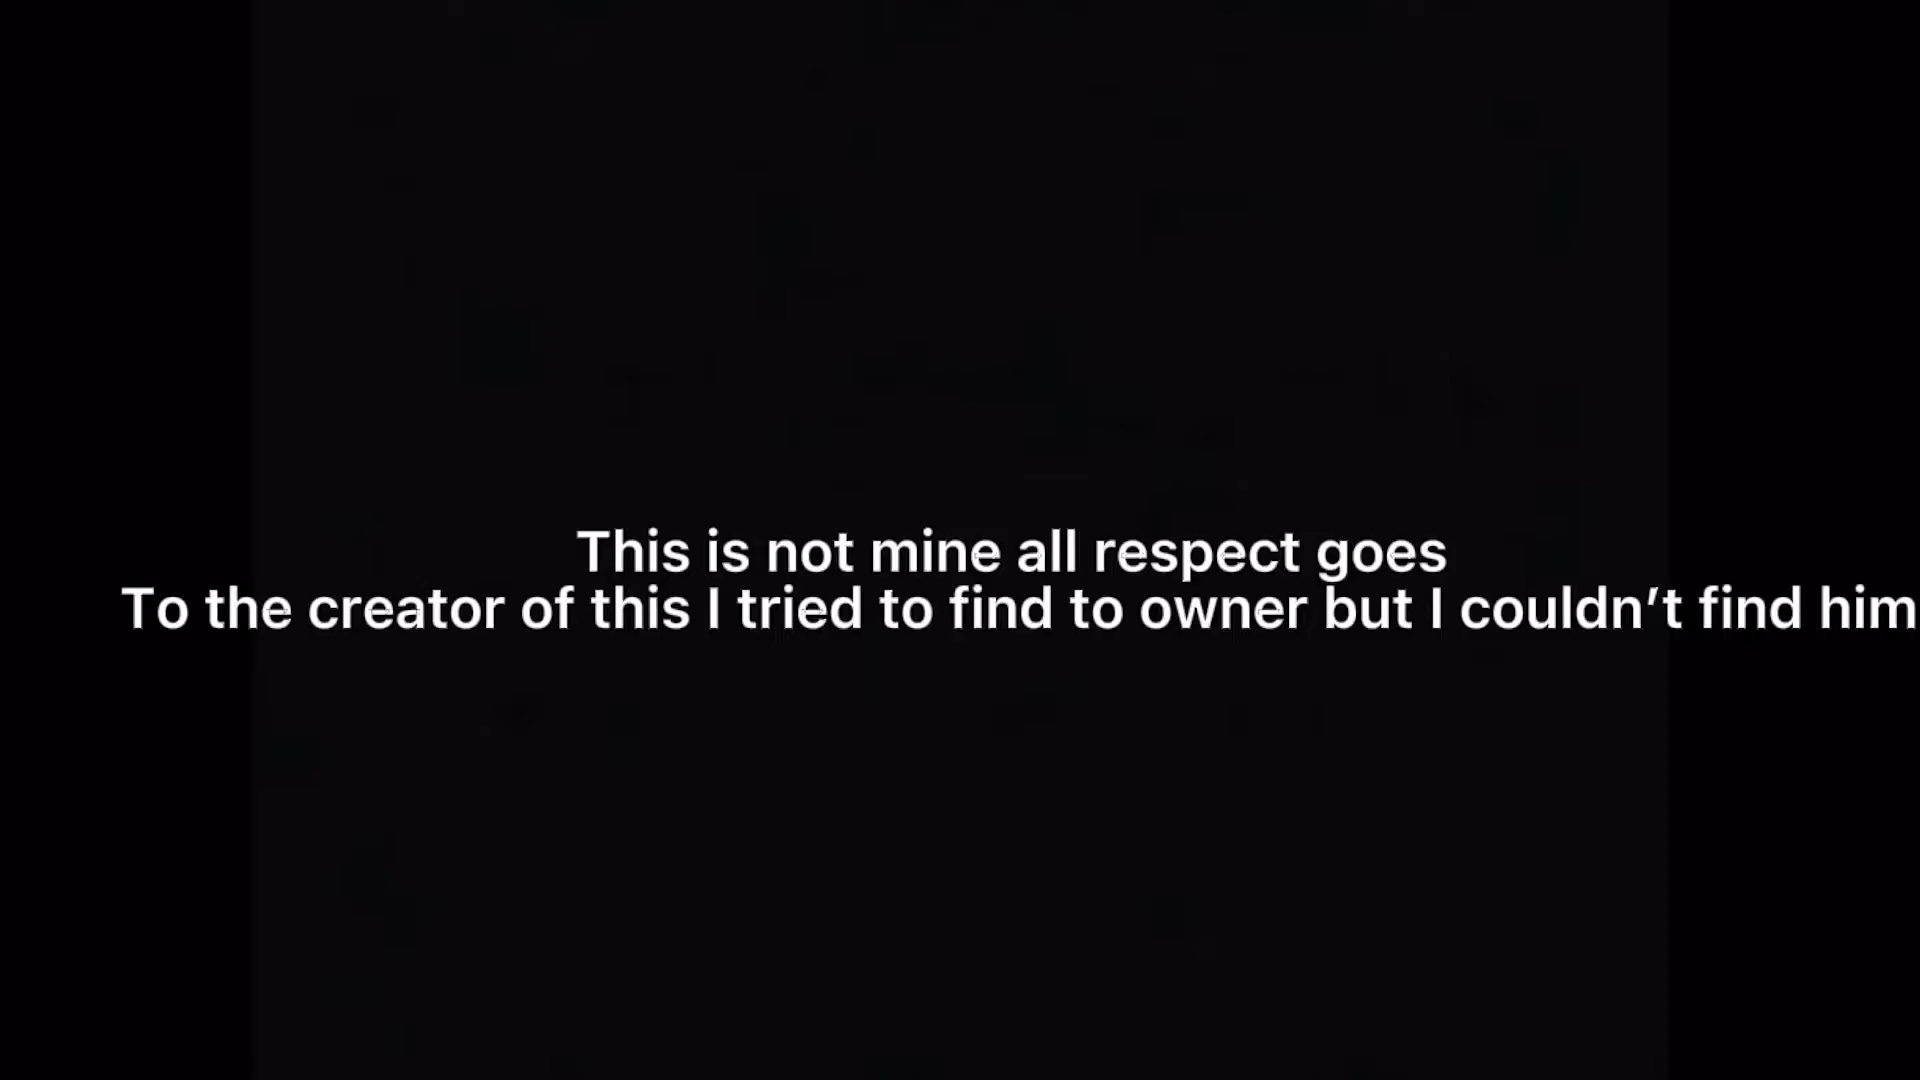 This is not mine all respect goes
To the creator of this I tried to find to owner but I couldn’t find him